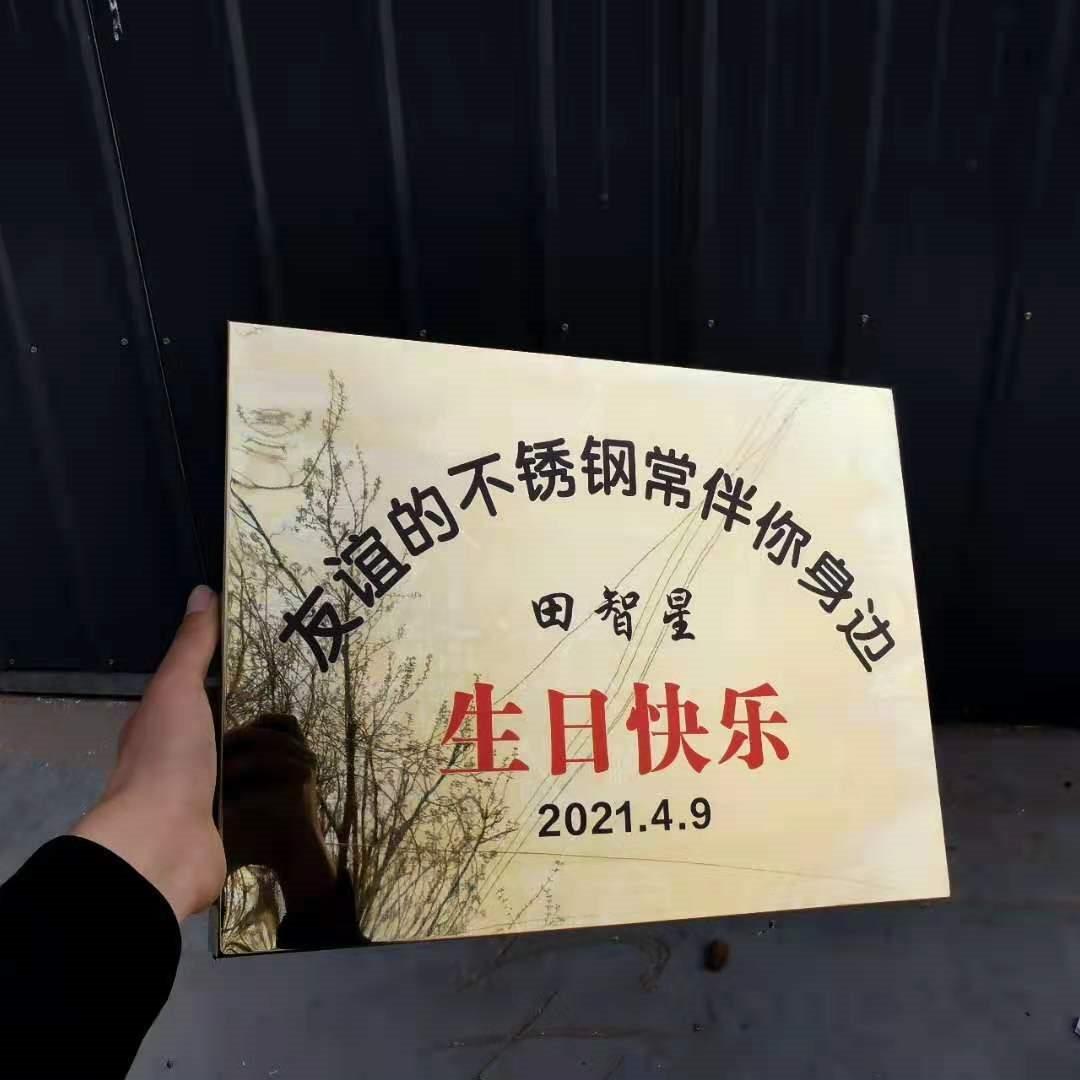 友谊的不锈钢常伴你身边
田智星
生日快乐
2021.4.9